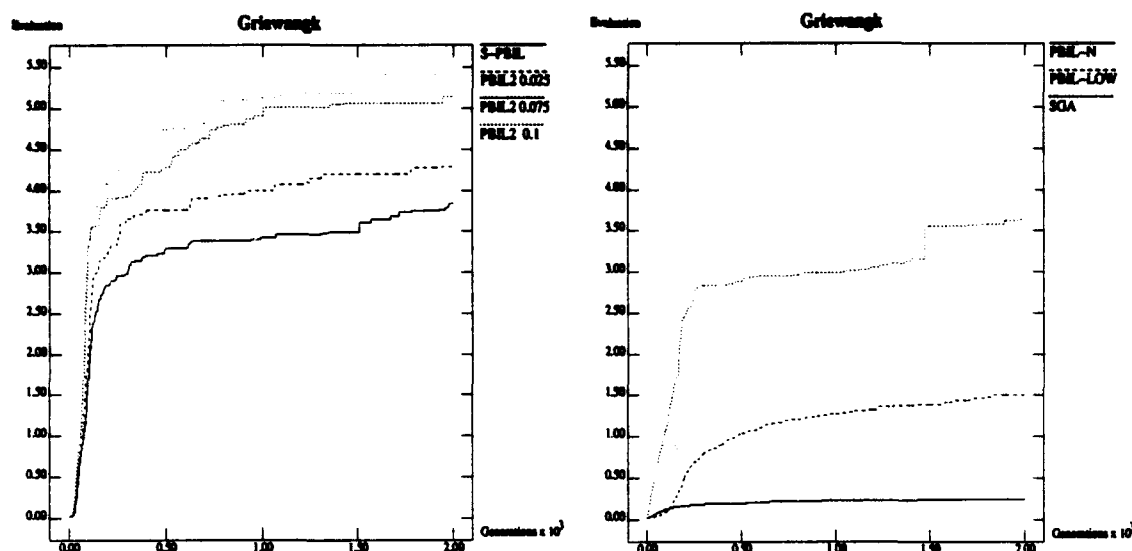 Evaluation
Griewangk
5.50
5.00
4.50
4.00
3.50
3.00
2.50
2.00
1.50
1.00
0.50
0.00
0.00
0.50
1.00
1.50
2.00
Generations x 10³
S-PBIL
PBIL2 0.025
PBIL2 0.075
PBIL2 0.1
Evaluation
Griewangk
5.50
5.00
4.50
4.00
3.50
3.00
2.50
2.00
1.50
1.00
0.50
0.00
0.00
0.50
1.00
1.50
2.00
Generations x 10³
PBIL-N
PBIL-LOW
SGA